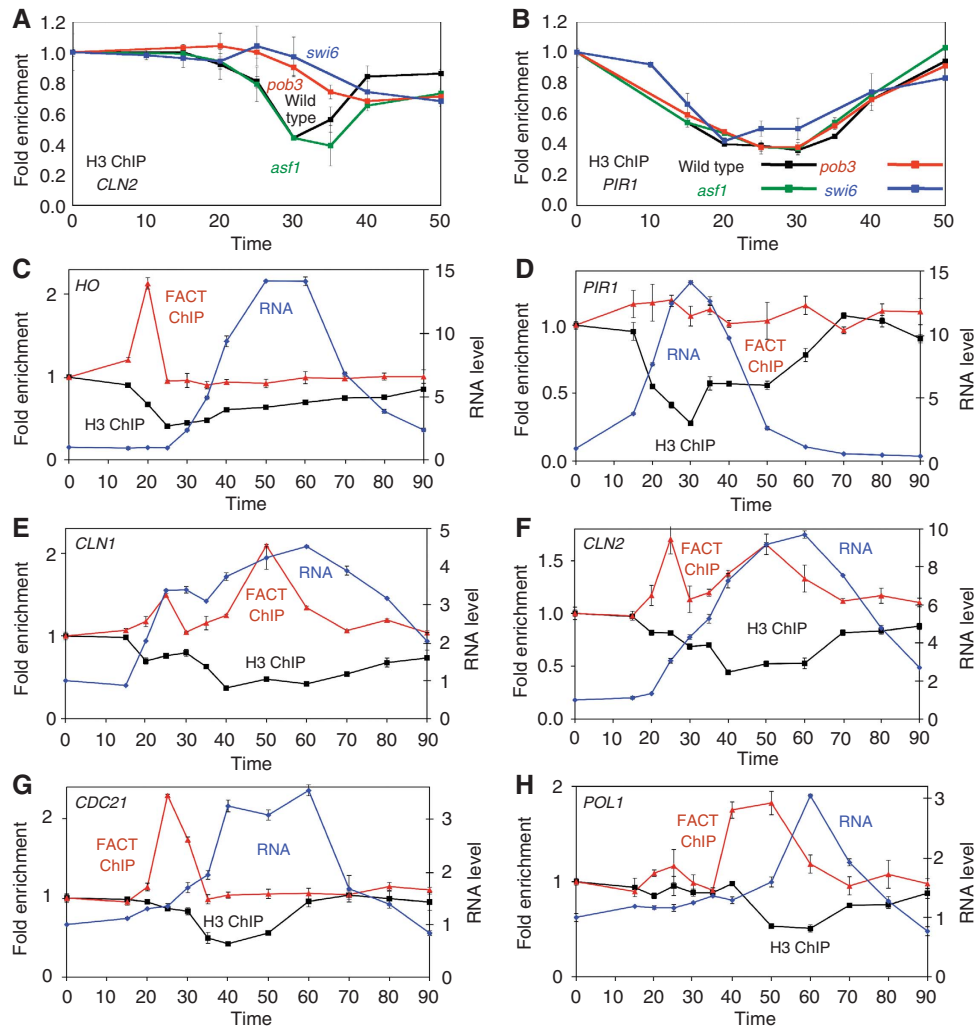 A
1.2
1.0
0.8
0.6
0.4
0.2
0.0
Fold enrichment
swi6
pob3
Wild
type
asf1
H3 ChIP
CLN2
0 10 20 30 40 50
Time
B
1.2
1.0
0.8
0.6
0.4
0.2
0.0
Fold enrichment
H3 ChIP
PIR1
Wild type
pob3
asf1
swi6
0 10 20 30 40 50
Time
C
HO
2
1
0
Fold enrichment
FACT
ChIP
RNA
H3 ChIP
15
10
5
0
RNA level
0 10 20 30 40 50 60 70 80 90
Time
D
PIR1
1.0
0.5
0.0
Fold enrichment
RNA
FACT
ChIP
H3 ChIP
15
10
5
0
RNA level
0 10 20 30 40 50 60 70 80 90
Time
E
CLN1
2
1
0
Fold enrichment
RNA
FACT
ChIP
H3 ChIP
5
4
3
2
1
0
RNA level
0 10 20 30 40 50 60 70 80 90
Time
F
CLN2
1.5
1.0
0.5
0.0
Fold enrichment
FACT
ChIP
RNA
H3 ChIP
10
8
6
4
2
0
RNA level
0 10 20 30 40 50 60 70 80 90
Time
G
CDC21
2
1
0
Fold enrichment
FACT
ChIP
RNA
H3 ChIP
3
2
1
0
RNA level
0 10 20 30 40 50 60 70 80 90
Time
H
POL1
2
1
0
Fold enrichment
FACT
ChIP
RNA
H3 ChIP
3
2
1
0
RNA level
0 10 20 30 40 50 60 70 80 90
Time